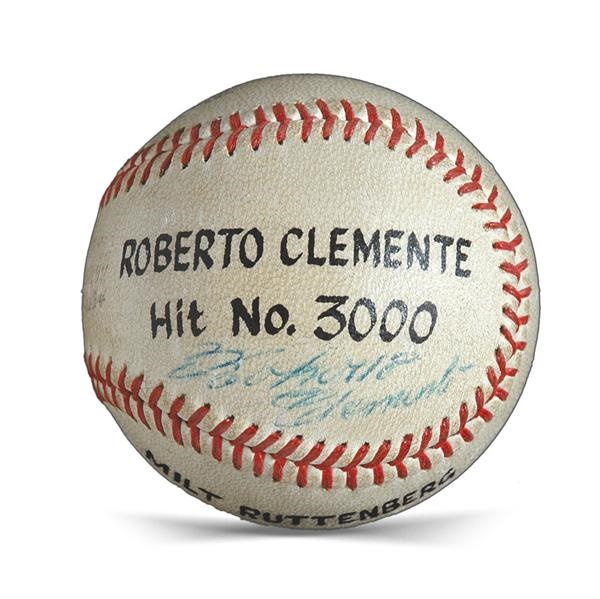 ROBERTO CLEMENTE
Hit No. 3000
Roberto
Clemente
MILT RUTTENBERG